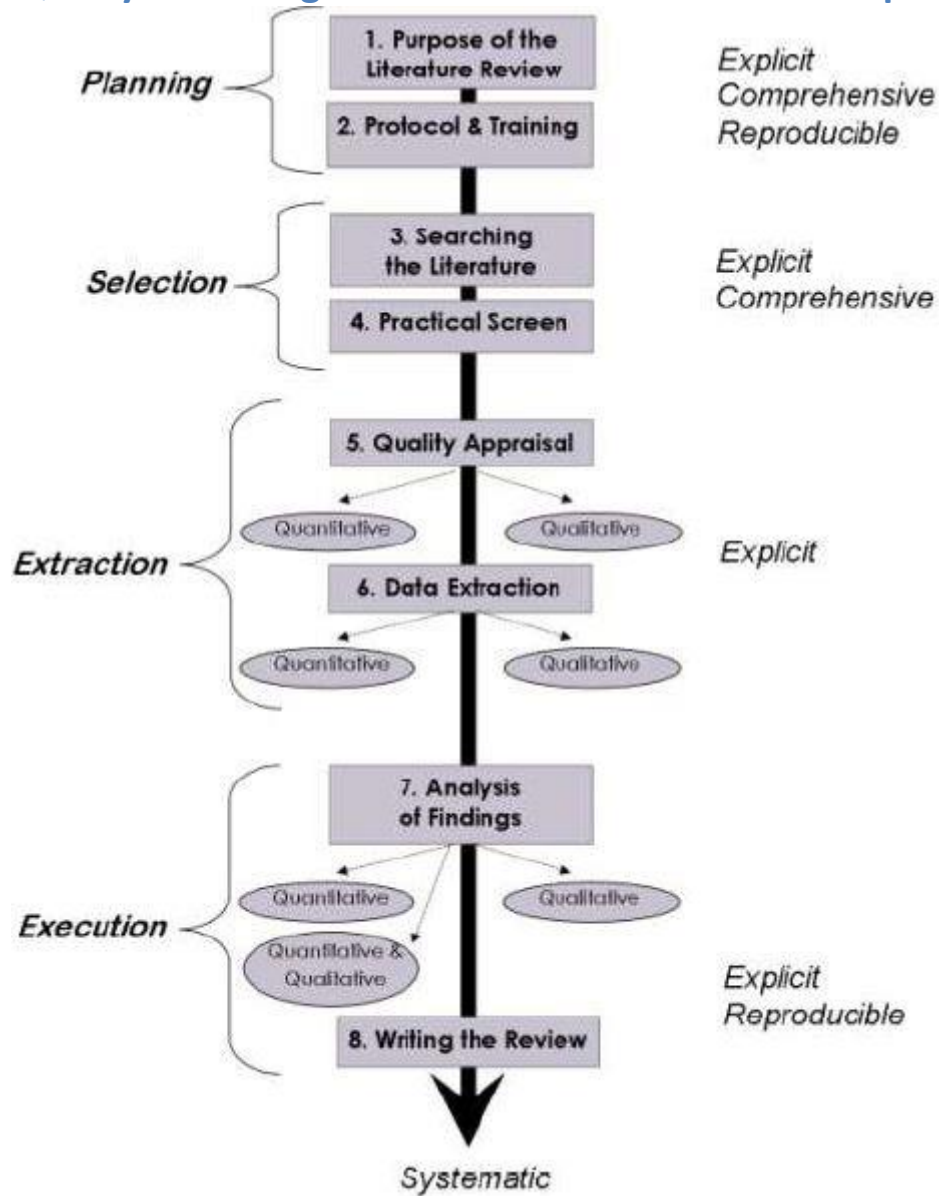 1. Purpose of the
Literature Review
Planning
2. Protocol & Training
Explicit
Comprehensive
Reproducible
3. Searching
the Literature
Selection
4. Practical Screen
Explicit
Comprehensive
5. Quality Appraisal
Quantitative
Qualitative
Extraction
6. Data Extraction
Explicit
Quantitative
Qualitative
7. Analysis
of Findings
Quantitative
Qualitative
Execution
Quantitative &
Qualitative
Explicit
Reproducible
8. Writing the Review
Systematic